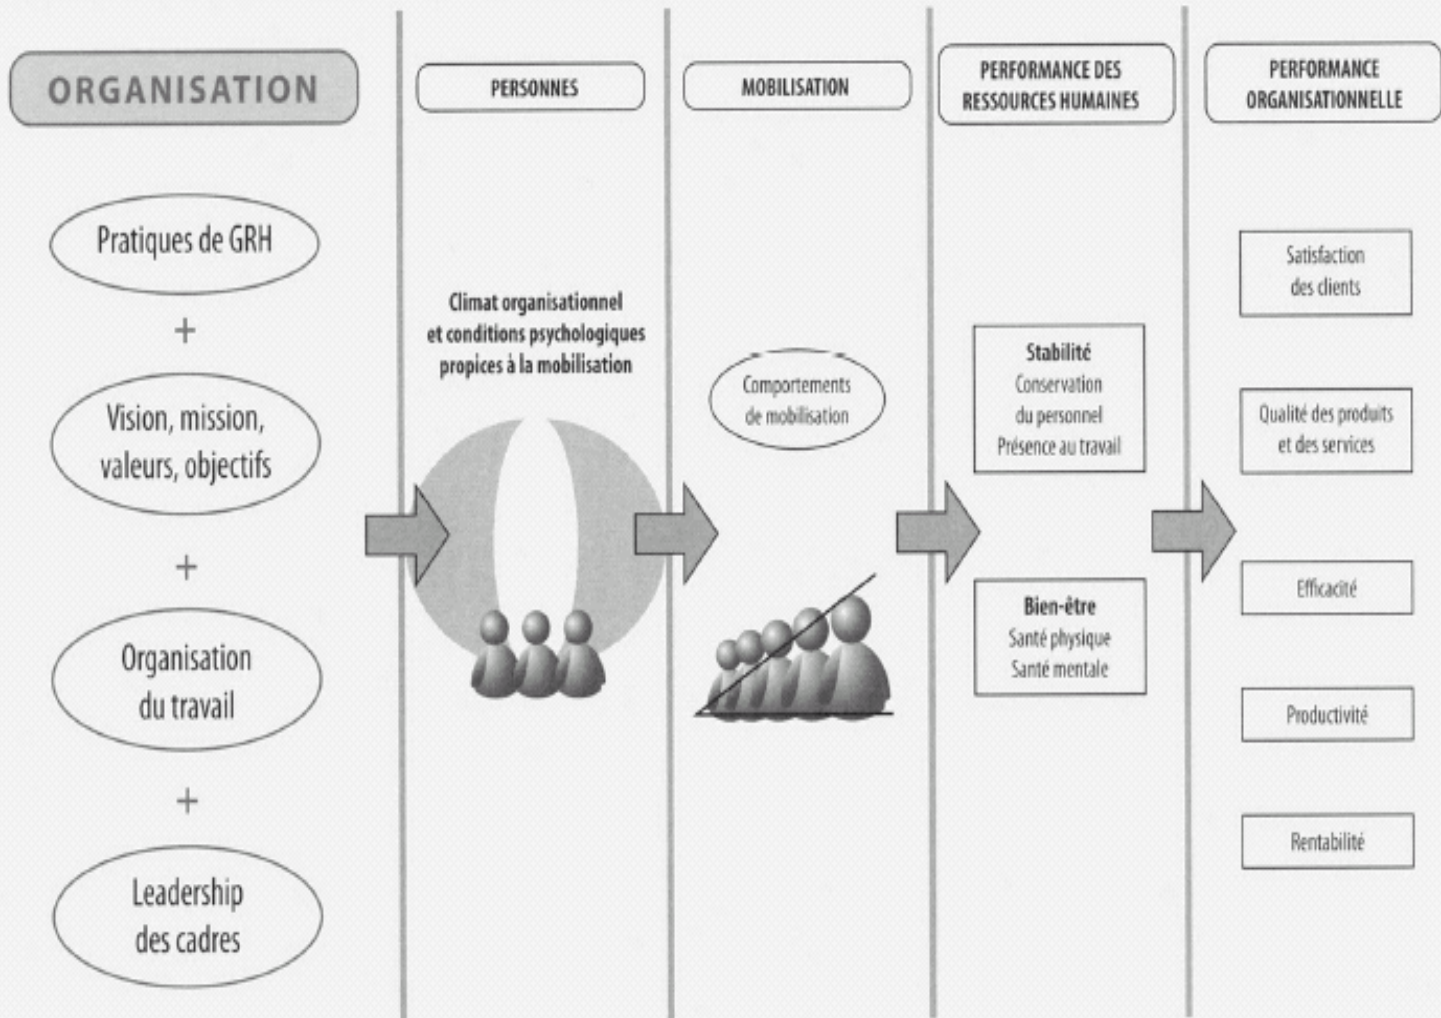 ORGANISATION
Pratiques de GRH
+
Vision, mission,
valeurs, objectifs
+
Organisation
du travail
+
Leadership
des cadres
PERSONNES
Climat organisationnel
et conditions psychologiques
propices à la mobilisation
MOBILISATION
Comportements
de mobilisation
PERFORMANCE DES
RESSOURCES HUMAINES
Stabilité
Conservation
du personnel
Présence au travail
Bien-être
Santé physique
Santé mentale
PERFORMANCE
ORGANISATIONNELLE
Satisfaction
des clients
Qualité des produits
et des services
Efficacité
Productivité
Rentabilité